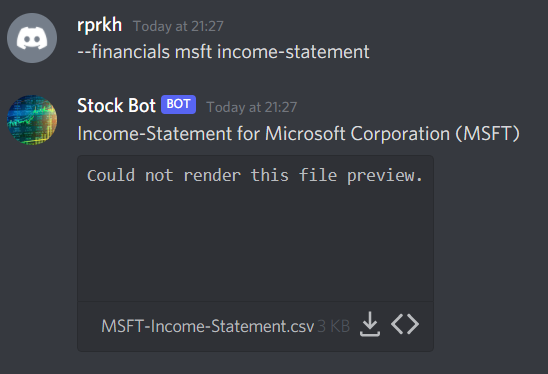 rprkh Today at 21:27
--financials msft income-statement
Stock Bot BOT Today at 21:27
Income-Statement for Microsoft Corporation (MSFT)
Could not render this file preview.
MSFT-Income-Statement.csv 3 KB